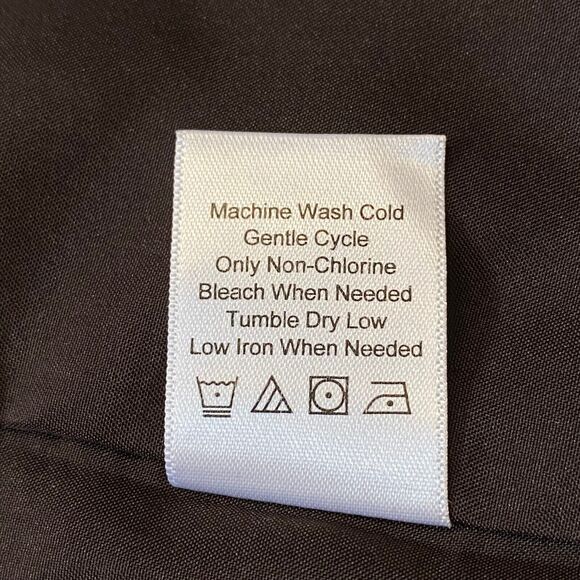 Machine Wash Cold
Gentle Cycle
Only Non-Chlorine
Bleach When Needed
Tumble Dry Low
Low Iron When Needed